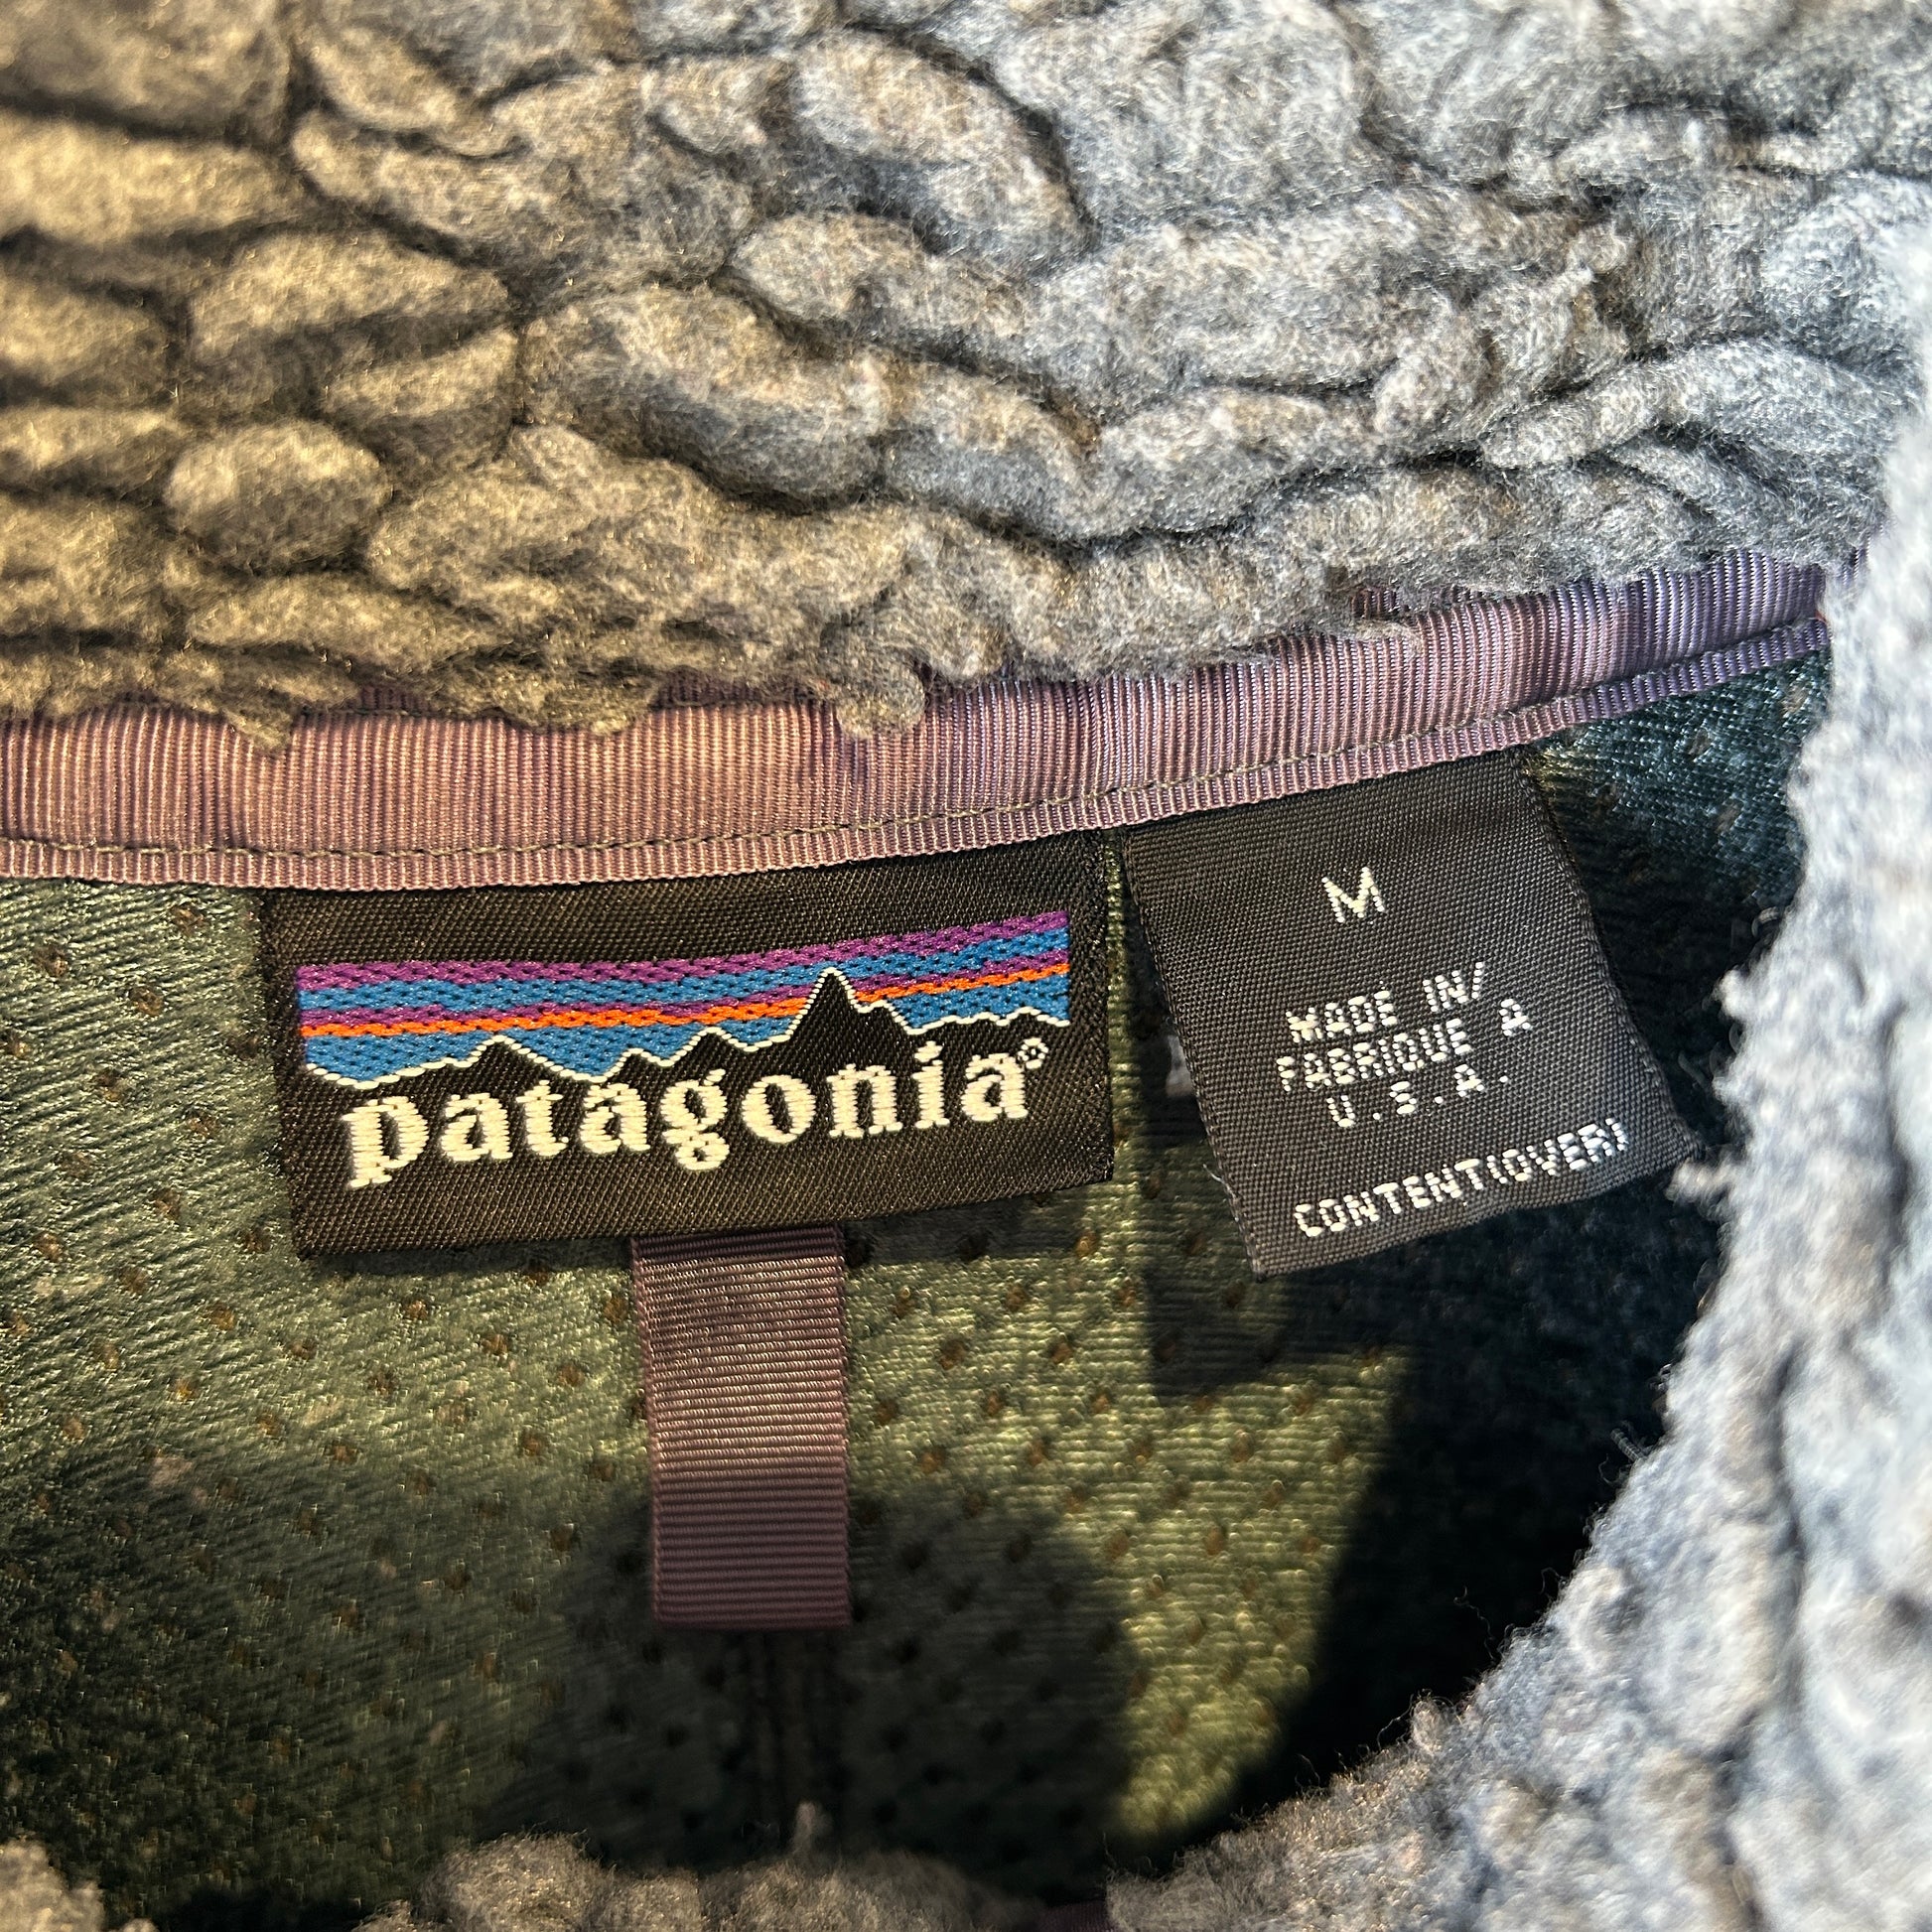 patagonia®
M
MADE IN/
FABRIQUE A
U.S.A.
CONTENT(OVER)